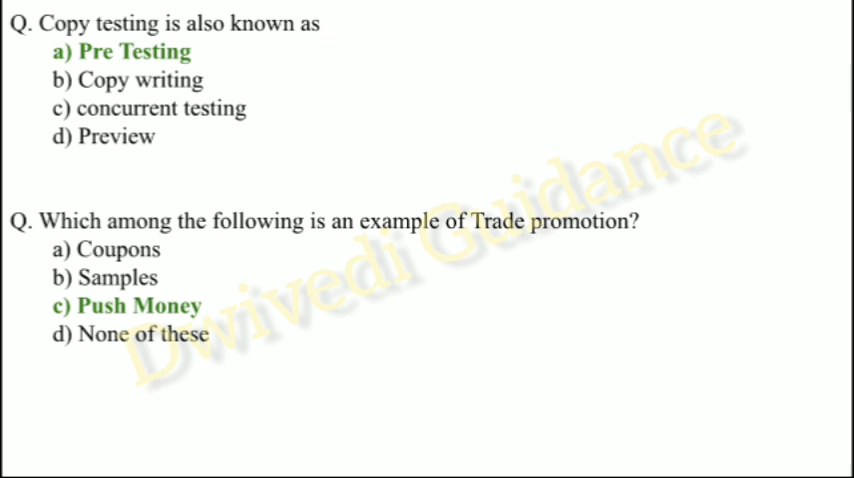 Q. Copy testing is also known as
a) Pre Testing
b) Copy writing
c) concurrent testing
d) Preview
Q. Which among the following is an example of Trade promotion?
a) Coupons
b) Samples
c) Push Money
d) None of these
Dwivedi Guidance